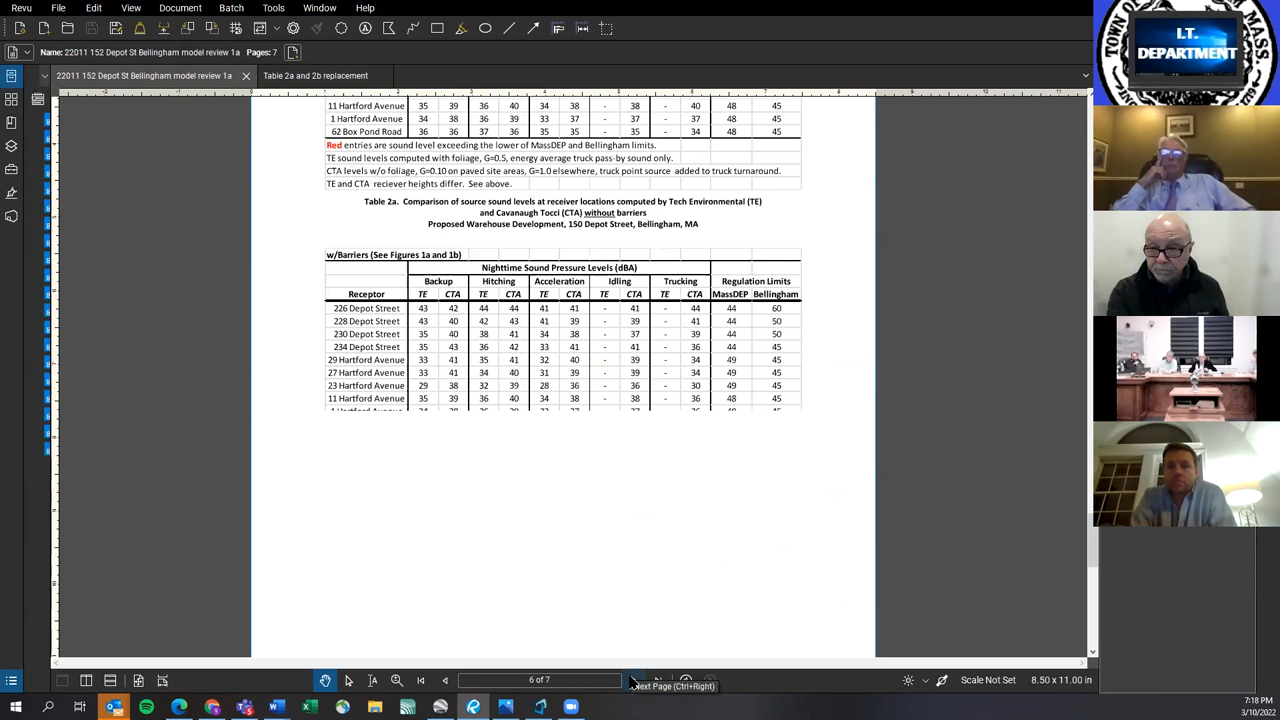 Revu File Edit View Document Batch Tools Window Help
Name: 22011 152 Depot St Bellingham model review 1a Pages: 7
22011 152 Depot St Bellingham model review 1a Table 2a and 2b replacement
11 Hartford Avenue 35 39 36 40 34 38 - 38 - 40 48 45
1 Hartford Avenue 34 38 36 39 33 37 - 37 - 37 48 45
62 Box Pond Road 36 36 37 36 35 35 - 35 - 34 48 45
Red entries are sound level exceeding the lower of MassDEP and Bellingham limits.
TE sound levels computed with foliage, G=0.5, energy average truck pass-by sound only.
CTA levels w/o foliage, G=0.10 on paved site areas, G=1.0 elsewhere, truck point source added to truck turnaround.
TE and CTA reciever heights differ. See above.
Table 2a. Comparison of source sound levels at receiver locations computed by Tech Environmental (TE)
and Cavanaugh Tocci (CTA) without barriers
Proposed Warehouse Development, 150 Depot Street, Bellingham, MA
w/Barriers (See Figures 1a and 1b)
Nighttime Sound Pressure Levels (dBA)
Backup Hitching Acceleration Idling Trucking Regulation Limits
Receptor TE CTA TE CTA TE CTA TE CTA TE CTA MassDEP Bellingham
226 Depot Street 43 42 44 44 41 41 - 41 - 44 44 60
228 Depot Street 43 40 42 43 41 39 - 39 - 41 44 50
230 Depot Street 35 40 38 41 34 38 - 37 - 39 44 50
234 Depot Street 35 43 36 42 33 41 - 41 - 36 44 45
29 Hartford Avenue 33 41 35 41 32 40 - 39 - 34 49 45
27 Hartford Avenue 33 41 34 40 31 39 - 39 - 34 49 45
23 Hartford Avenue 29 38 32 39 28 36 - 36 - 30 49 45
11 Hartford Avenue 35 39 36 40 34 38 - 38 - 36 48 45
6 of 7
Next Page (Ctrl+Right)
Scale Not Set 8.50 x 11.00 in
7:18 PM
3/10/2022
TOWN OF MASS.
I.T.
DEPARTMENT